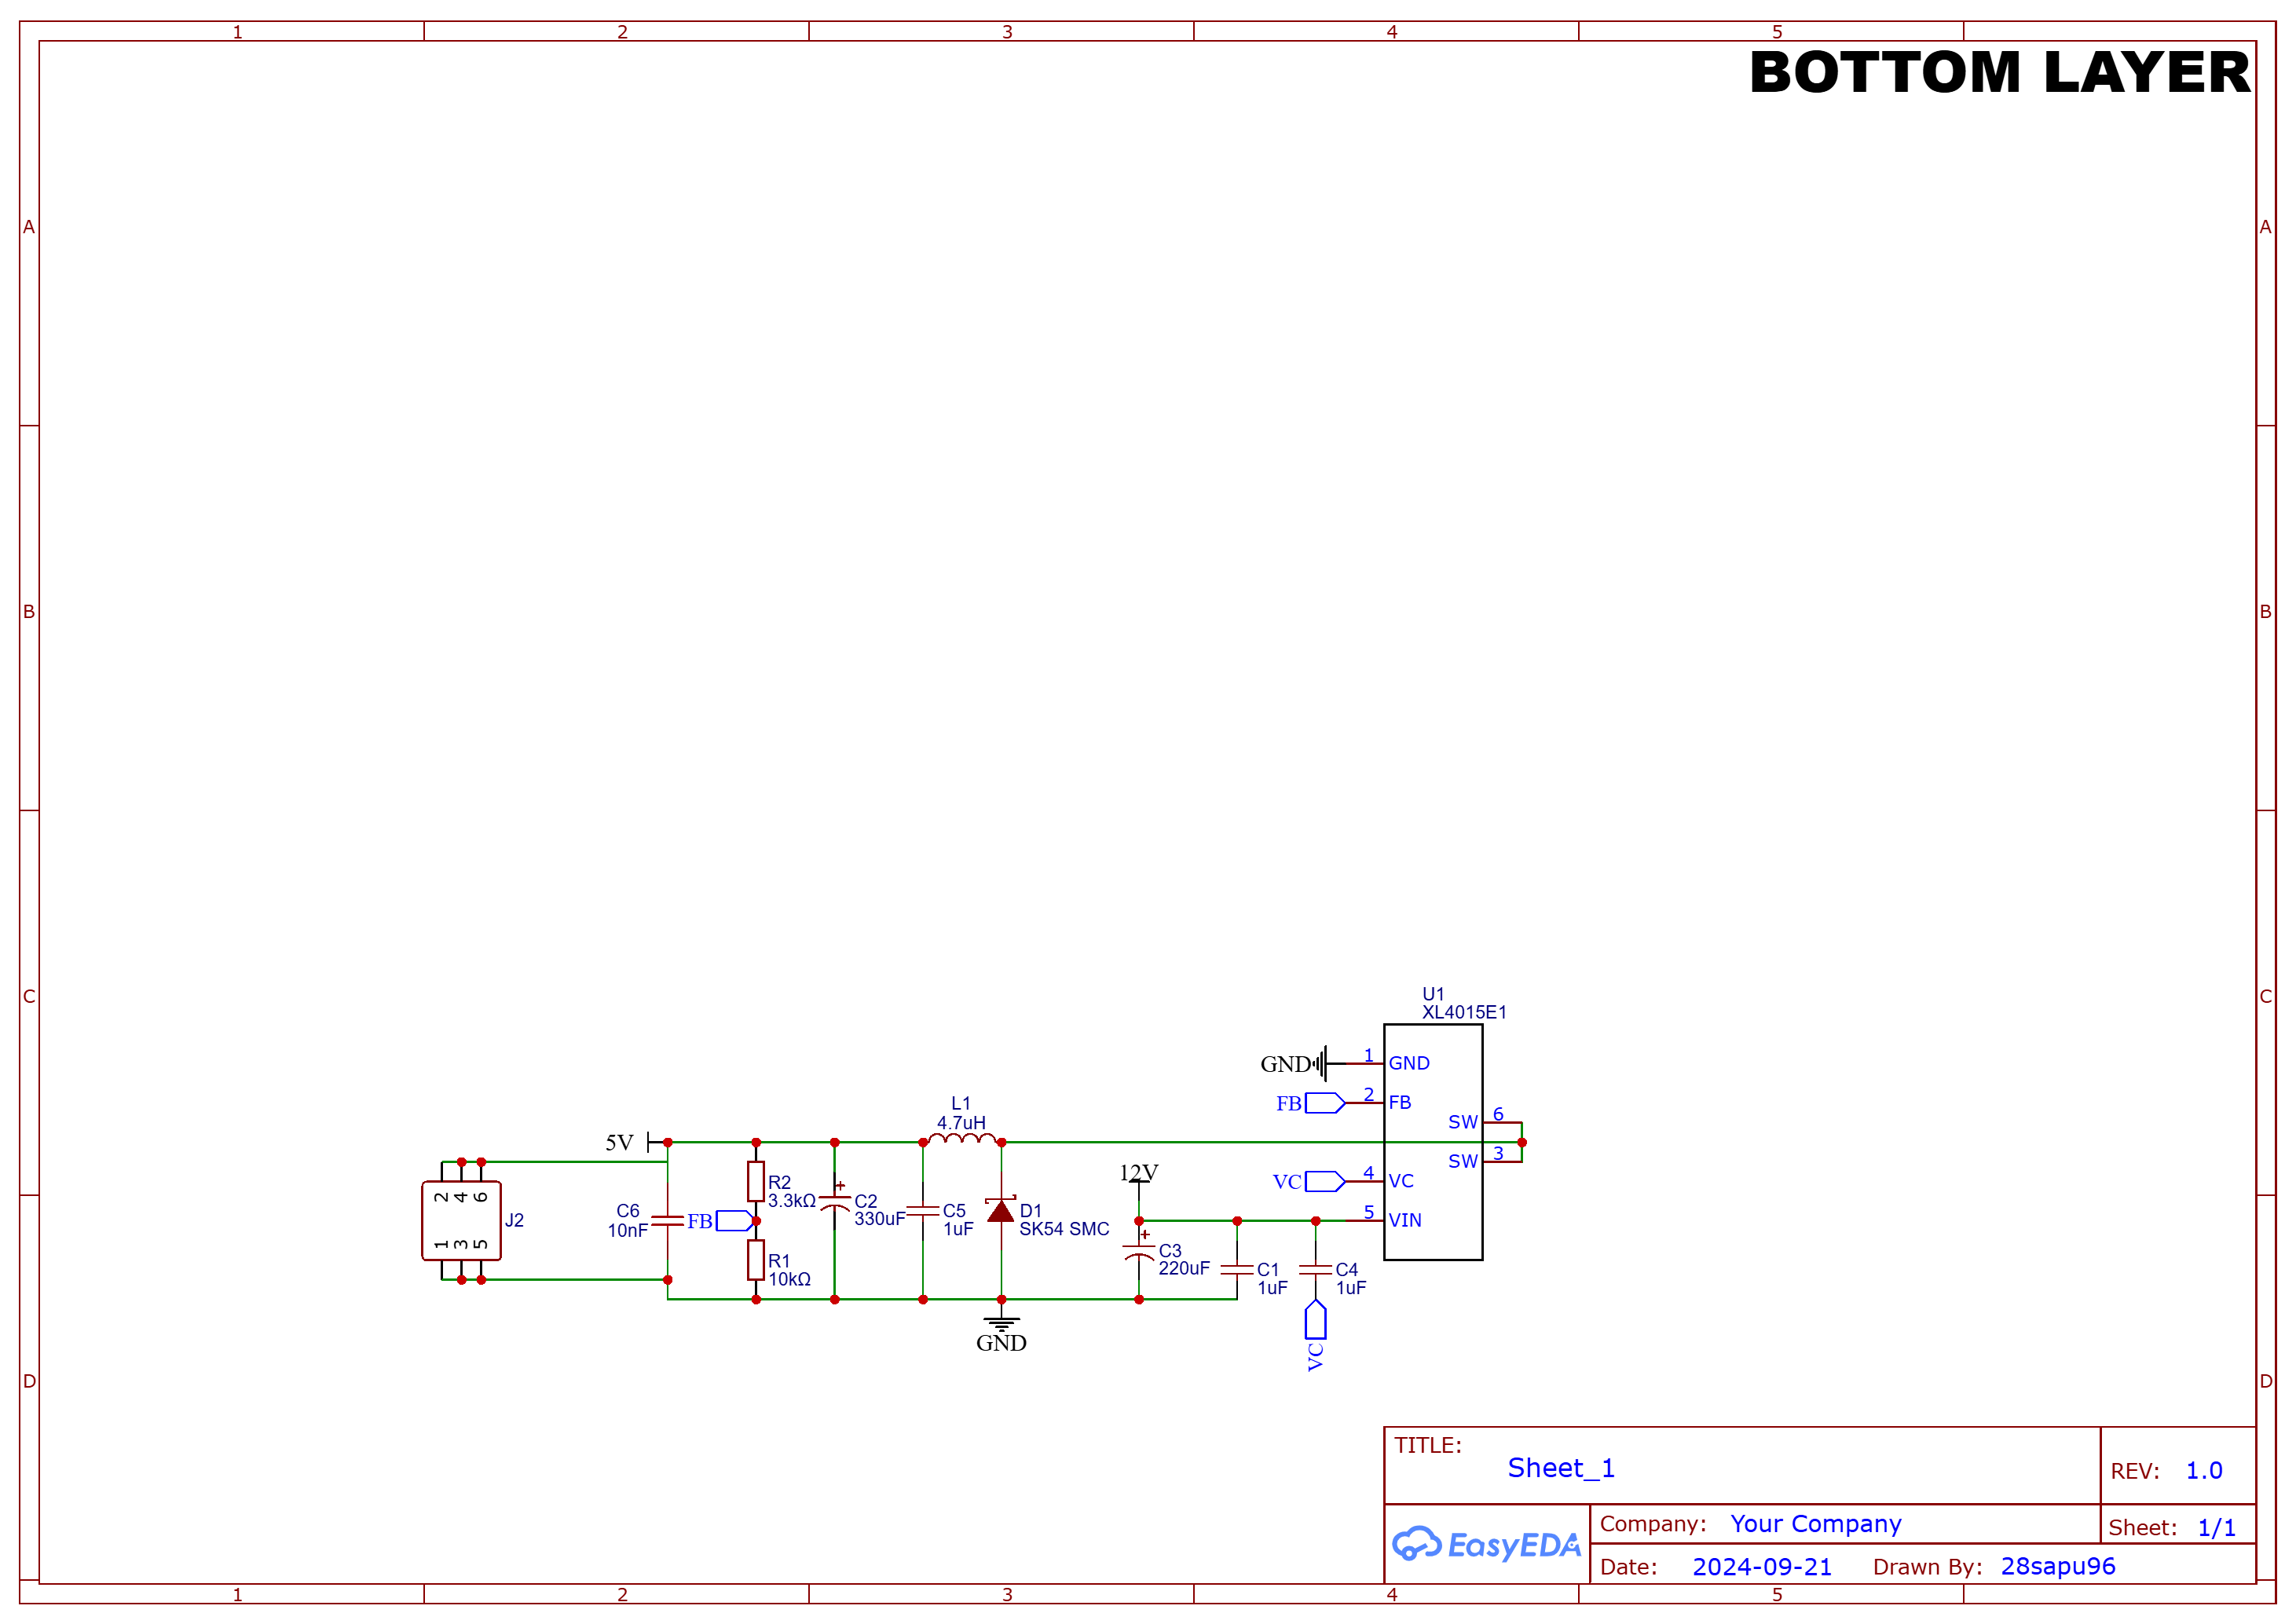 1 2 3 4 5
BOTTOM LAYER
A A
B B
C C
U1
XL4015E1
GND 1 GND
FB 2 FB
SW 6
SW 3
VC 4 VC
5 VIN
L1
4.7uH
5V
12V
2 4 6
1 3 5
J2
C6
10nF
FB
R2
3.3kΩ
R1
10kΩ
C2
330uF
C5
1uF
D1
SK54 SMC
C3
220uF
C1
1uF
C4
1uF
+
+
GND
VC
D D
TITLE:
Sheet_1
REV: 1.0
EasyEDA
Company: Your Company
Sheet: 1/1
Date: 2024-09-21 Drawn By: 28sapu96
1 2 3 4 5